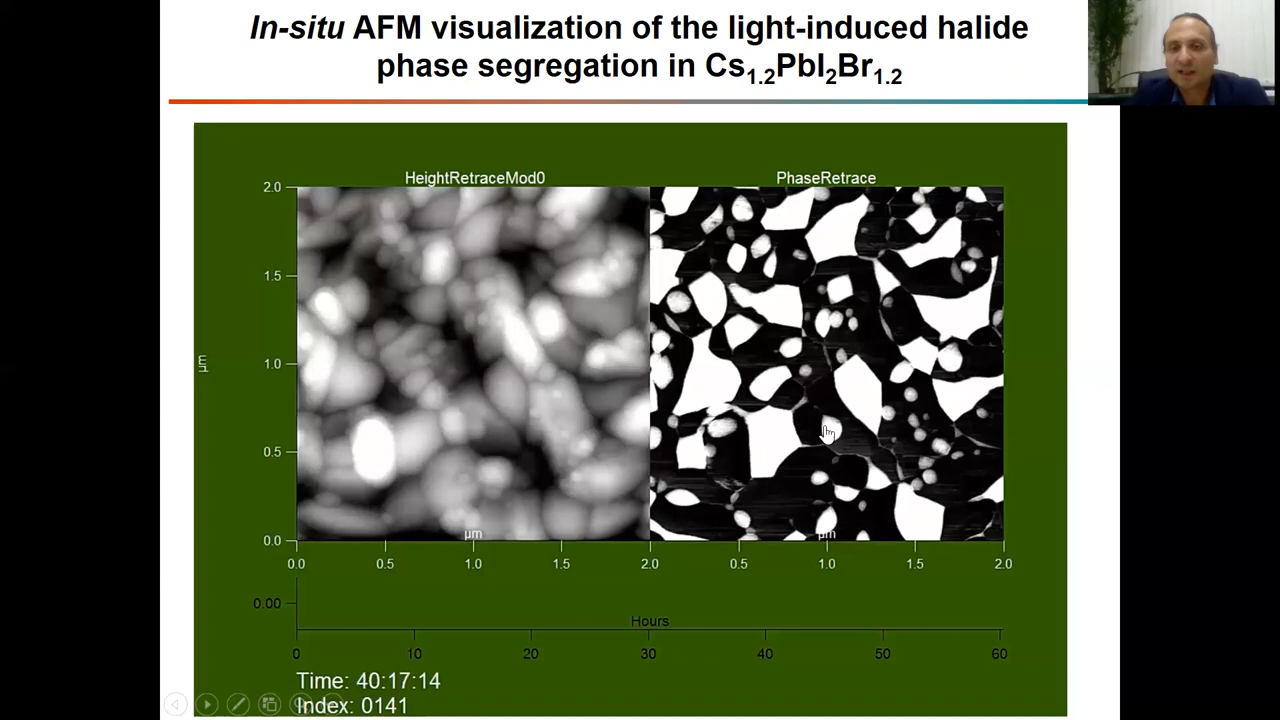 In-situ AFM visualization of the light-induced halide
phase segregation in Cs1.2PbI2Br1.2
HeightRetraceMod0 PhaseRetrace
2.0
1.5
1.0
0.5
0.0
µm
µm µm
0.0 0.5 1.0 1.5 2.0 0.5 1.0 1.5 2.0
0.00
Hours
0 10 20 30 40 50 60
Time: 40:17:14
Index: 0141